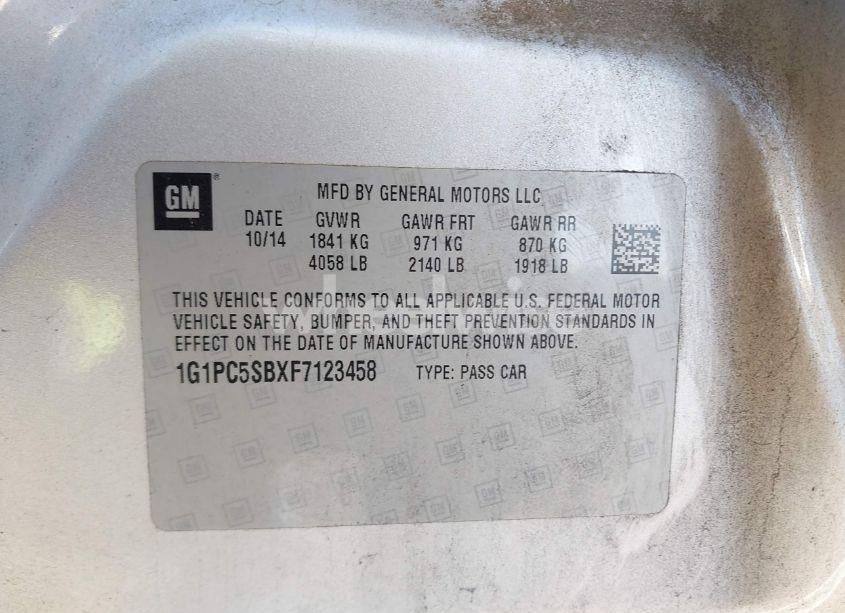 GM
MFD BY GENERAL MOTORS LLC
DATE GVWR GAWR FRT GAWR RR
10/14 1841 KG 971 KG 870 KG
4058 LB 2140 LB 1918 LB
THIS VEHICLE CONFORMS TO ALL APPLICABLE U.S. FEDERAL MOTOR
VEHICLE SAFETY, BUMPER, AND THEFT PREVENTION STANDARDS IN
EFFECT ON THE DATE OF MANUFACTURE SHOWN ABOVE.
1G1PC5SBXF7123458 TYPE: PASS CAR